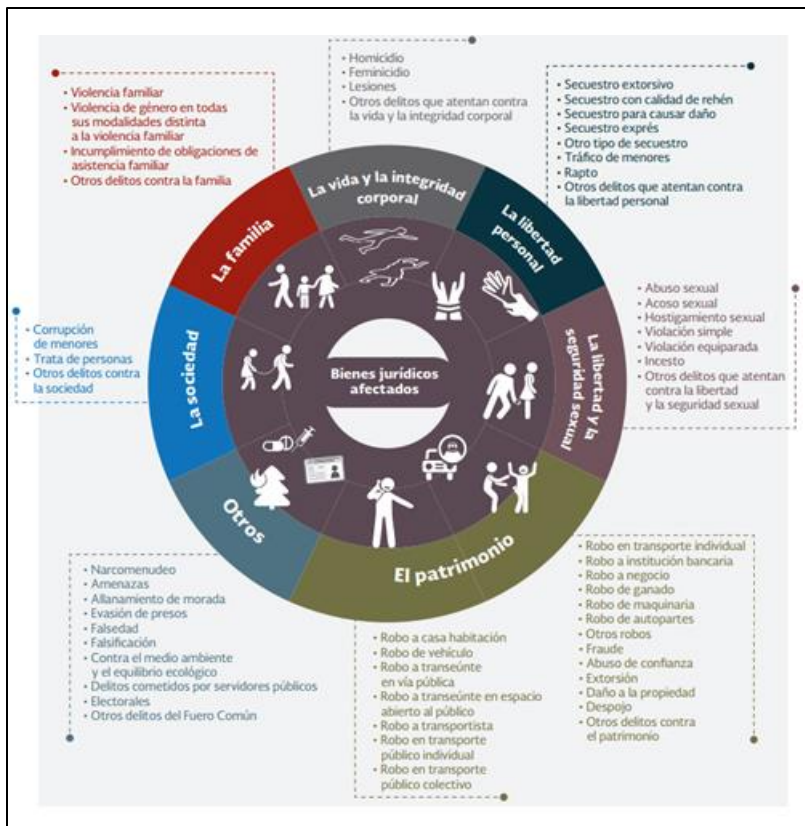 • Homicidio
• Feminicidio
• Lesiones
• Otros delitos que atentan contra
la vida y la integridad corporal
• Violencia familiar
• Violencia de género en todas
sus modalidades distinta
a la violencia familiar
• Incumplimiento de obligaciones de
asistencia familiar
• Otros delitos contra la familia
• Secuestro extorsivo
• Secuestro con calidad de rehén
• Secuestro para causar daño
• Secuestro exprés
• Otro tipo de secuestro
• Tráfico de menores
• Rapto
• Otros delitos que atentan contra
la libertad personal
La vida y la integridad
corporal
La familia
La libertad
personal
• Abuso sexual
• Acoso sexual
• Hostigamiento sexual
• Violación simple
• Violación equiparada
• Incesto
• Otros delitos que atentan
contra la libertad
y la seguridad sexual
• Corrupción
de menores
• Trata de personas
• Otros delitos contra
la sociedad
La sociedad
Bienes jurídicos
afectados
La libertad y la
seguridad sexual
Otros
El patrimonio
• Narcomenudeo
• Amenazas
• Allanamiento de morada
• Evasión de presos
• Falsedad
• Falsificación
• Contra el medio ambiente
y el equilibrio ecológico
• Delitos cometidos por servidores públicos
• Electorales
• Otros delitos del Fuero Común
• Robo a casa habitación
• Robo de vehículo
• Robo a transeúnte
en vía pública
• Robo a transeúnte en espacio
abierto al público
• Robo a transportista
• Robo en transporte
público individual
• Robo en transporte
público colectivo
• Robo en transporte individual
• Robo a institución bancaria
• Robo a negocio
• Robo de ganado
• Robo de maquinaria
• Robo de autopartes
• Otros robos
• Fraude
• Abuso de confianza
• Extorsión
• Daño a la propiedad
• Despojo
• Otros delitos contra
el patrimonio